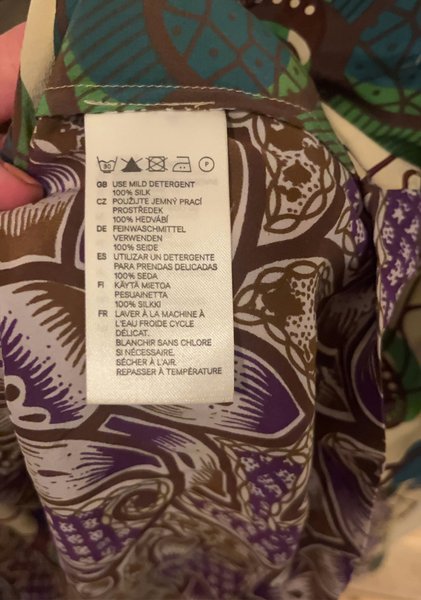 GB USE MILD DETERGENT
100% SILK
CZ POUŽIJTE JEMNÝ PRACÍ
PROSTŘEDEK
100% HEDVÁBÍ
DE FEINWASCHMITTEL
VERWENDEN
100% SEIDE
ES UTILIZAR UN DETERGENTE
PARA PRENDAS DELICADAS
100% SEDA
FI KÄYTÄ MIETOA
PESUAINETTA
100% SILKKI
FR LAVER À LA MACHINE À
L'EAU FROIDE CYCLE
DÉLICAT.
BLANCHIR SANS CHLORE
SI NÉCESSAIRE.
SÉCHER À L'AIR.
REPASSER À TEMPÉRATURE